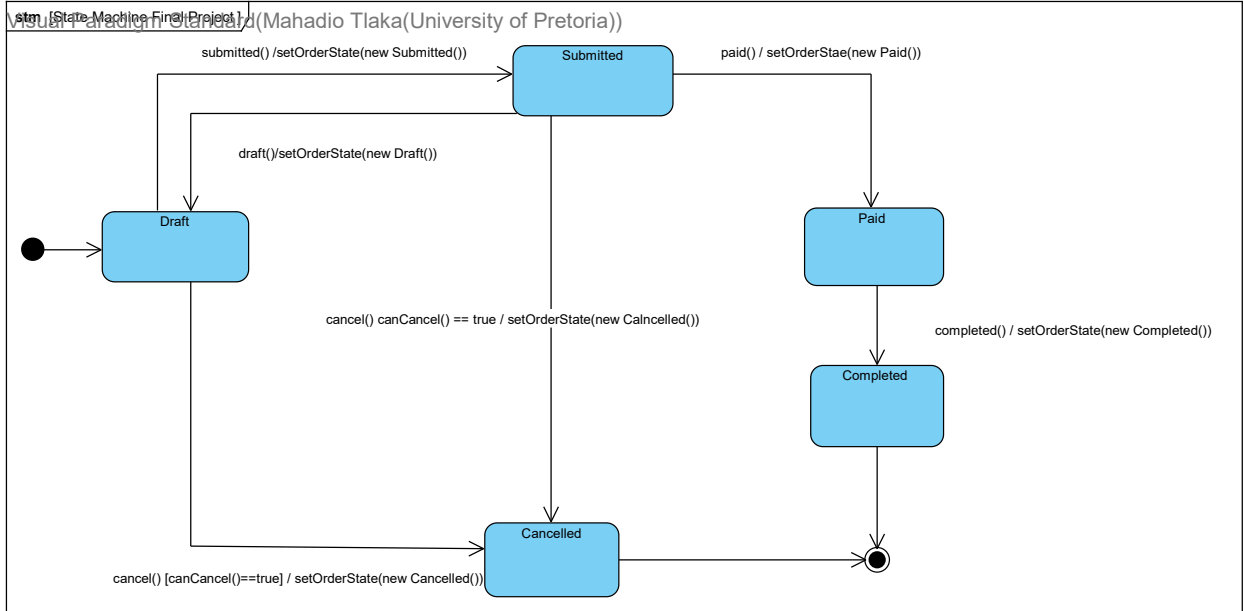 stm [State Machine Final Project]
Visual Paradigm Standard(Mahadio Tlaka(University of Pretoria))
submitted() /setOrderState(new Submitted())
Submitted
paid() / setOrderStae(new Paid())
draft()/setOrderState(new Draft())
Draft
Paid
cancel() canCancel() == true / setOrderState(new Calncelled())
completed() / setOrderState(new Completed())
Completed
Cancelled
cancel() [canCancel()==true] / setOrderState(new Cancelled())